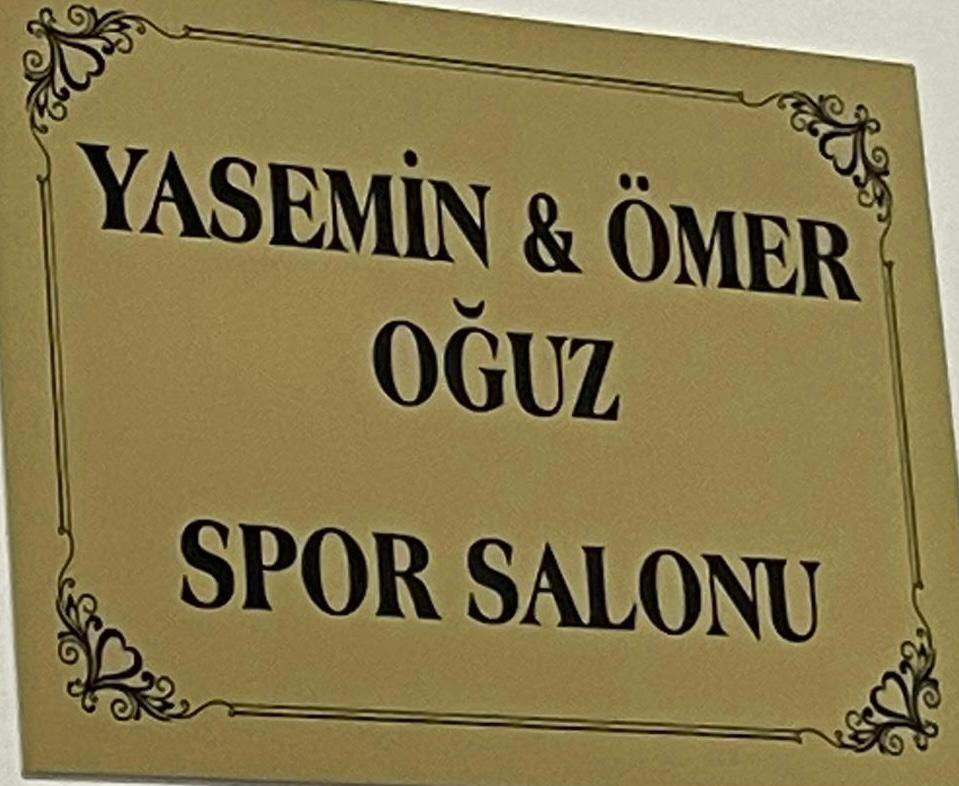 YASEMİN & ÖMER
OĞUZ
SPOR SALONU